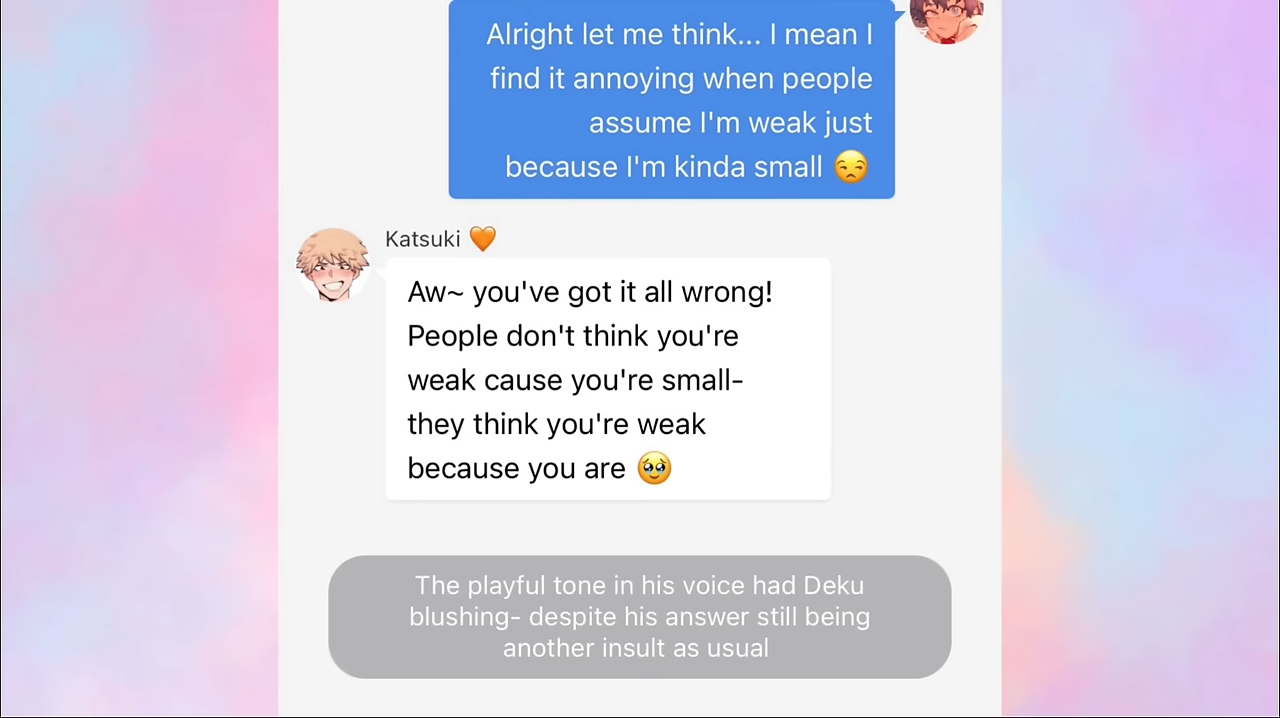 Alright let me think... I mean I
find it annoying when people
assume I'm weak just
because I'm kinda small 😒
Katsuki 🧡
Aw~ you've got it all wrong!
People don't think you're
weak cause you're small-
they think you're weak
because you are 🥹
The playful tone in his voice had Deku
blushing- despite his answer still being
another insult as usual